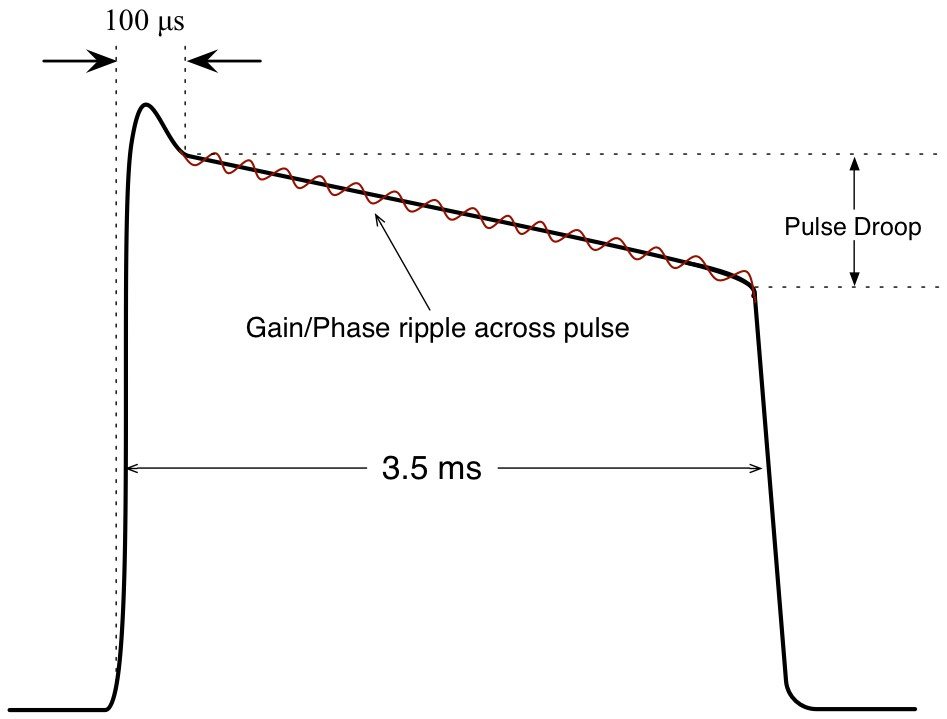 100 μs
Pulse Droop
Gain/Phase ripple across pulse
3.5 ms